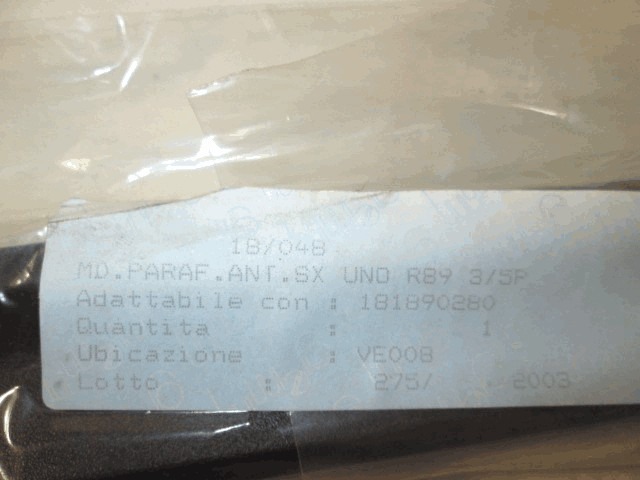 18/048
MD.PARAF.ANT.SX UNO R89 3/5P
Adattabile con : 181890280
Quantita : 1
Ubicazione : VE008
Lotto : 275/ 2003